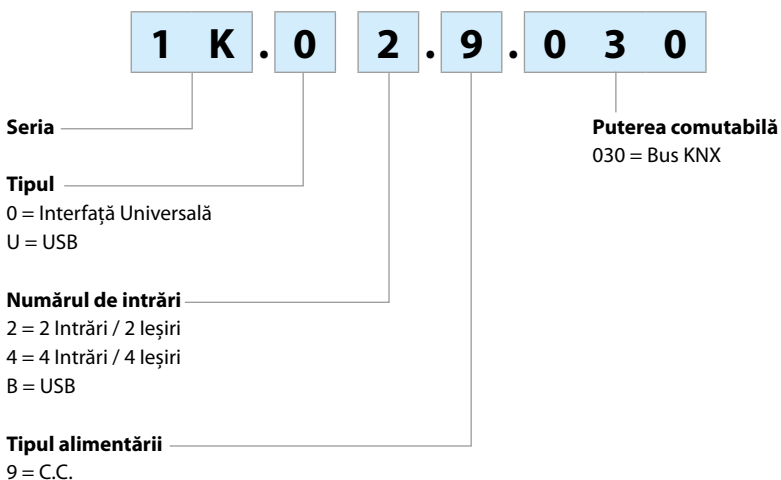 1 K . 0 2 . 9 . 0 3 0
Seria
Puterea comutabilă
030 = Bus KNX
Tipul
0 = Interfață Universală
U = USB
Numărul de intrări
2 = 2 Intrări / 2 Ieșiri
4 = 4 Intrări / 4 Ieșiri
B = USB
Tipul alimentării
9 = C.C.